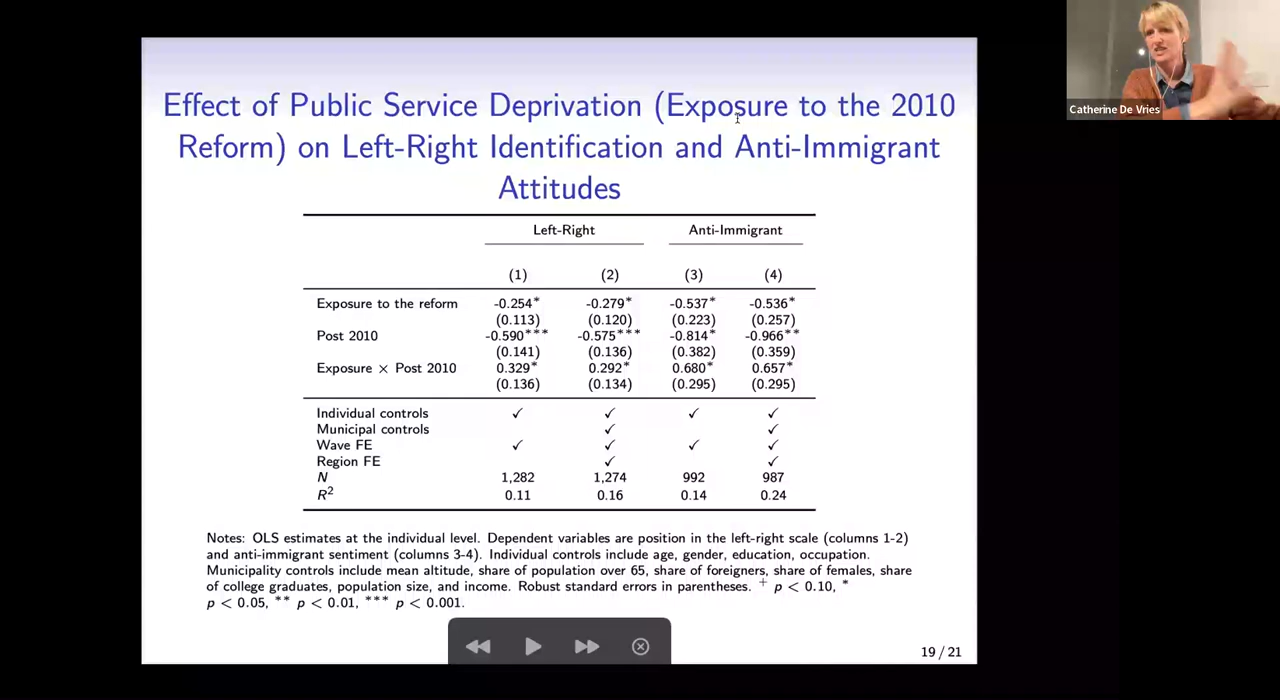 Effect of Public Service Deprivation (Exposure to the 2010
Reform) on Left-Right Identification and Anti-Immigrant
Attitudes
Left-Right Anti-Immigrant
(1) (2) (3) (4)
Exposure to the reform -0.254* -0.279* -0.537* -0.536*
(0.113) (0.120) (0.223) (0.257)
Post 2010 -0.590*** -0.575*** -0.814* -0.966**
(0.141) (0.136) (0.382) (0.359)
Exposure × Post 2010 0.329* 0.292* 0.680* 0.657*
(0.136) (0.134) (0.295) (0.295)
Individual controls ✓ ✓ ✓ ✓
Municipal controls ✓ ✓
Wave FE ✓ ✓ ✓ ✓
Region FE ✓ ✓
N 1,282 1,274 992 987
R² 0.11 0.16 0.14 0.24
Notes: OLS estimates at the individual level. Dependent variables are position in the left-right scale (columns 1-2)
and anti-immigrant sentiment (columns 3-4). Individual controls include age, gender, education, occupation.
Municipality controls include mean altitude, share of population over 65, share of foreigners, share of females, share
of college graduates, population size, and income. Robust standard errors in parentheses. + p < 0.10, *
p < 0.05, ** p < 0.01, *** p < 0.001.
19 / 21
Catherine De Vries